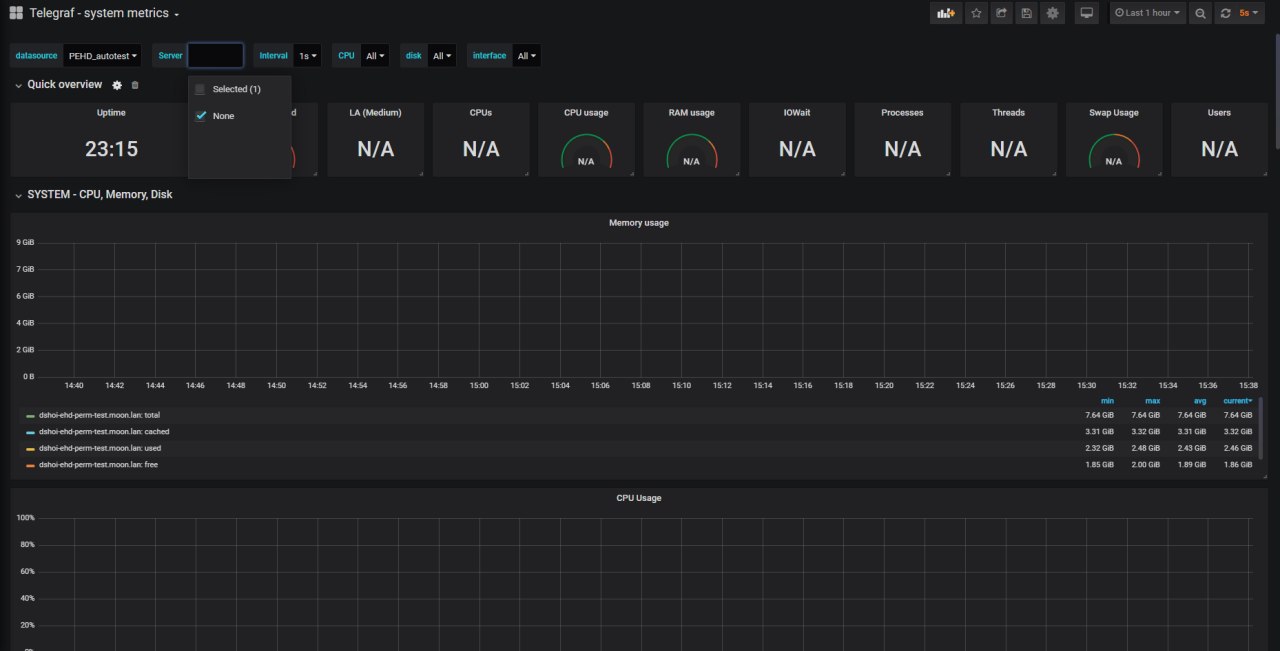 Telegraf - system metrics
Last 1 hour
5s
datasource PEHD_autotest Server Interval 1s CPU All disk All interface All
Quick overview
Selected (1)
None
Uptime
23:15
d
LA (Medium)
N/A
CPUs
N/A
CPU usage
N/A
RAM usage
N/A
IOWait
N/A
Processes
N/A
Threads
N/A
Swap Usage
N/A
Users
N/A
SYSTEM - CPU, Memory, Disk
Memory usage
9 GiB
7 GiB
6 GiB
4 GiB
2 GiB
0 B
14:40 14:42 14:44 14:46 14:48 14:50 14:52 14:54 14:56 14:58 15:00 15:02 15:04 15:06 15:08 15:10 15:12 15:14 15:16 15:18 15:20 15:22 15:24 15:26 15:28 15:30 15:32 15:34 15:36 15:38
min max avg current
dshoi-ehd-perm-test.moon.lan: total 7.64 GiB 7.64 GiB 7.64 GiB 7.64 GiB
dshoi-ehd-perm-test.moon.lan: cached 3.31 GiB 3.32 GiB 3.31 GiB 3.32 GiB
dshoi-ehd-perm-test.moon.lan: used 2.32 GiB 2.48 GiB 2.43 GiB 2.46 GiB
dshoi-ehd-perm-test.moon.lan: free 1.85 GiB 2.00 GiB 1.89 GiB 1.86 GiB
CPU Usage
100%
80%
60%
40%
20%